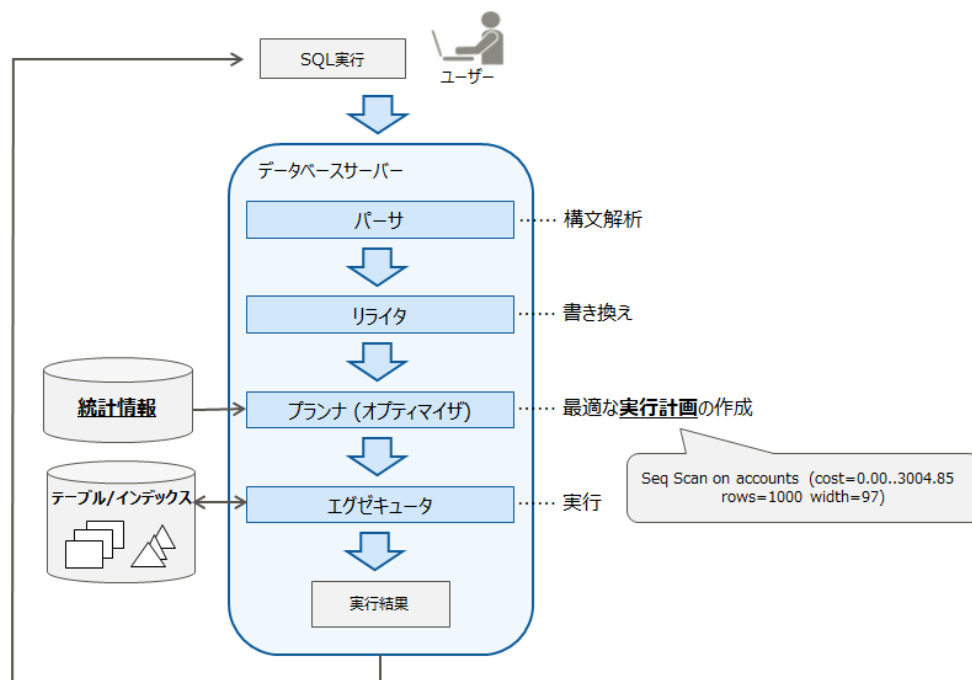 SQL実行
ユーザー
データベースサーバー
パーサ
構文解析
リライタ
書き換え
統計情報
プランナ (オプティマイザ)
最適な実行計画の作成
Seq Scan on accounts (cost=0.00..3004.85
rows=1000 width=97)
テーブル/インデックス
エグゼキュータ
実行
実行結果